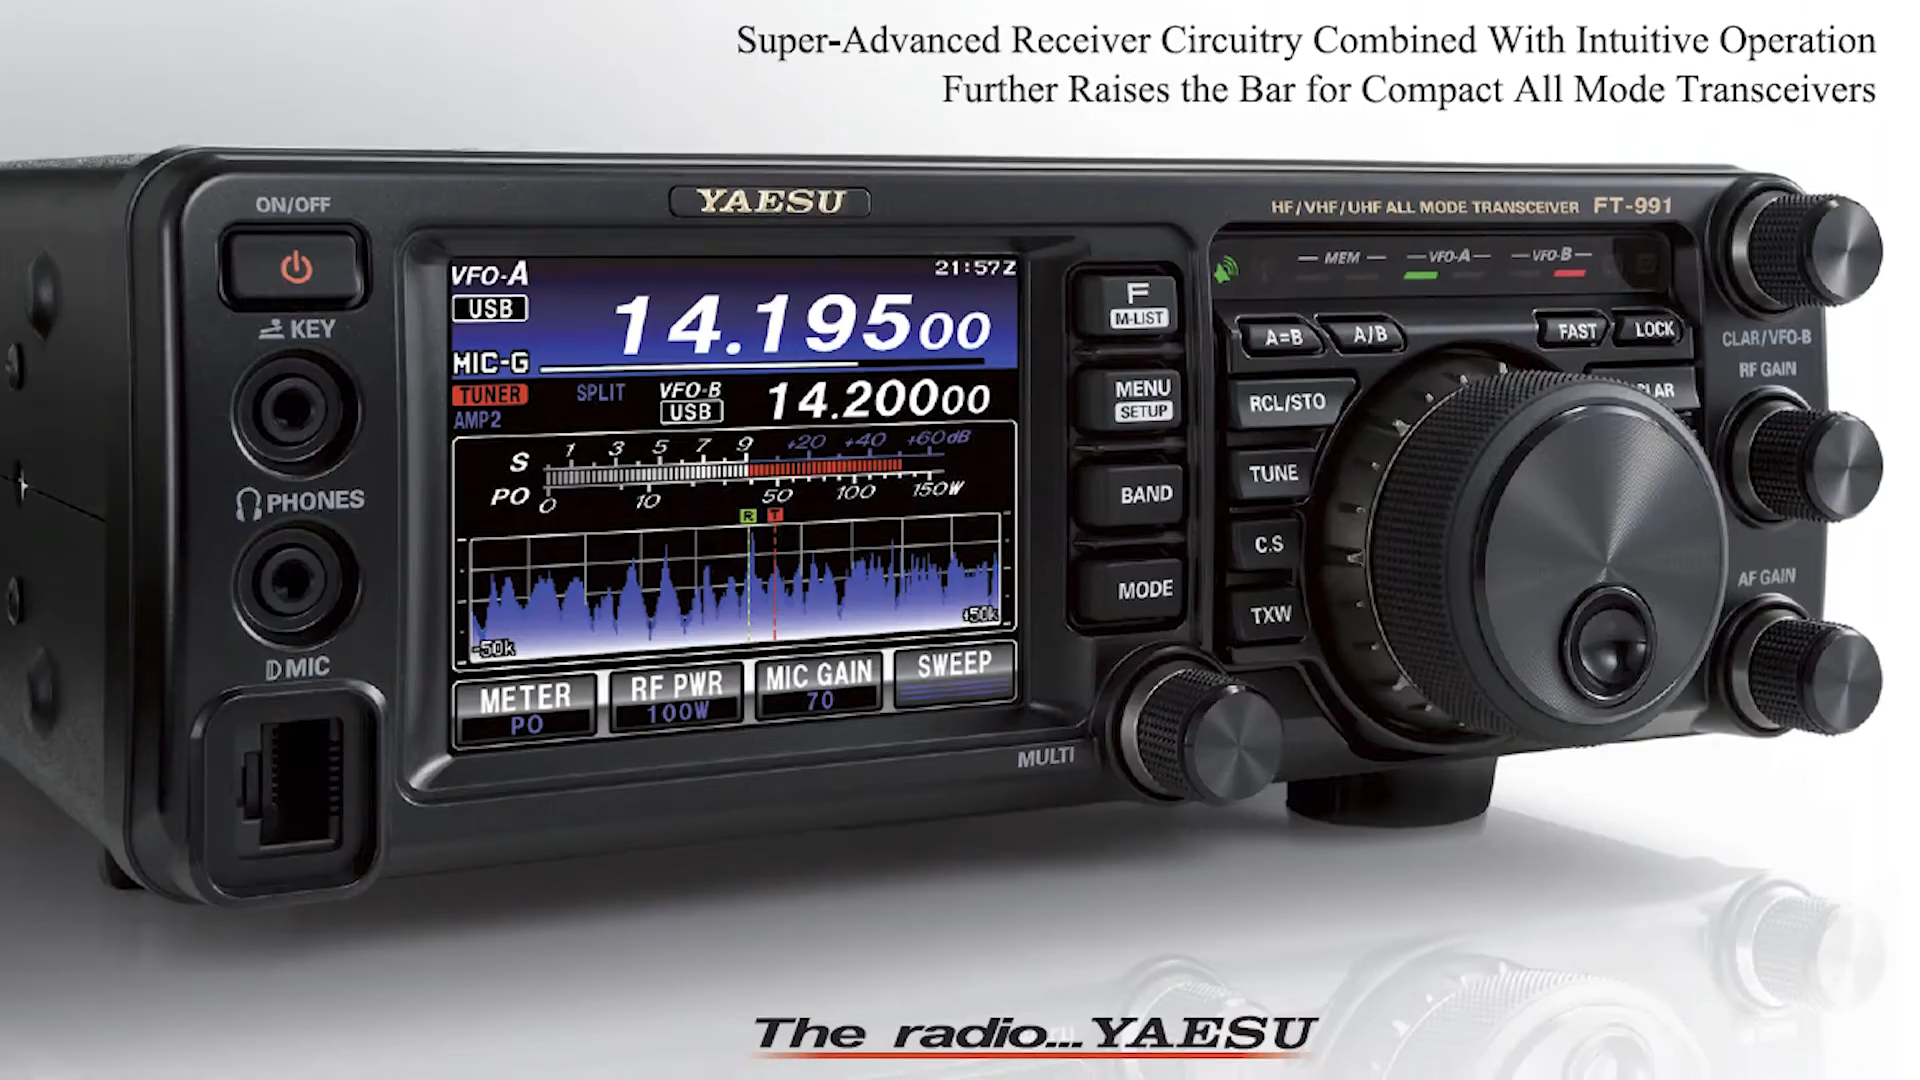 Super-Advanced Receiver Circuitry Combined With Intuitive Operation
Further Raises the Bar for Compact All Mode Transceivers
ON/OFF
YAESU
HF/VHF/UHF ALL MODE TRANSCEIVER FT-991
MEM
VFO-A
VFO-B
VFO-A
21:57Z
USB
14.195 00
MIC-G
TUNER
SPLIT
VFO-B
USB
14.200 00
AMP2
1 3 5 7 9 +20 +40 +60dB
S
PO
0 10 50 100 150W
R T
-50k
+50k
METER
PO
RF PWR
100W
MIC GAIN
70
SWEEP
KEY
PHONES
MIC
F
M-LIST
MENU
SETUP
BAND
MODE
MULTI
A=B
A/B
FAST
LOCK
RCL/STO
TUNE
C.S
TXW
CLAR/VFO-B
RF GAIN
AF GAIN
The radio...YAESU